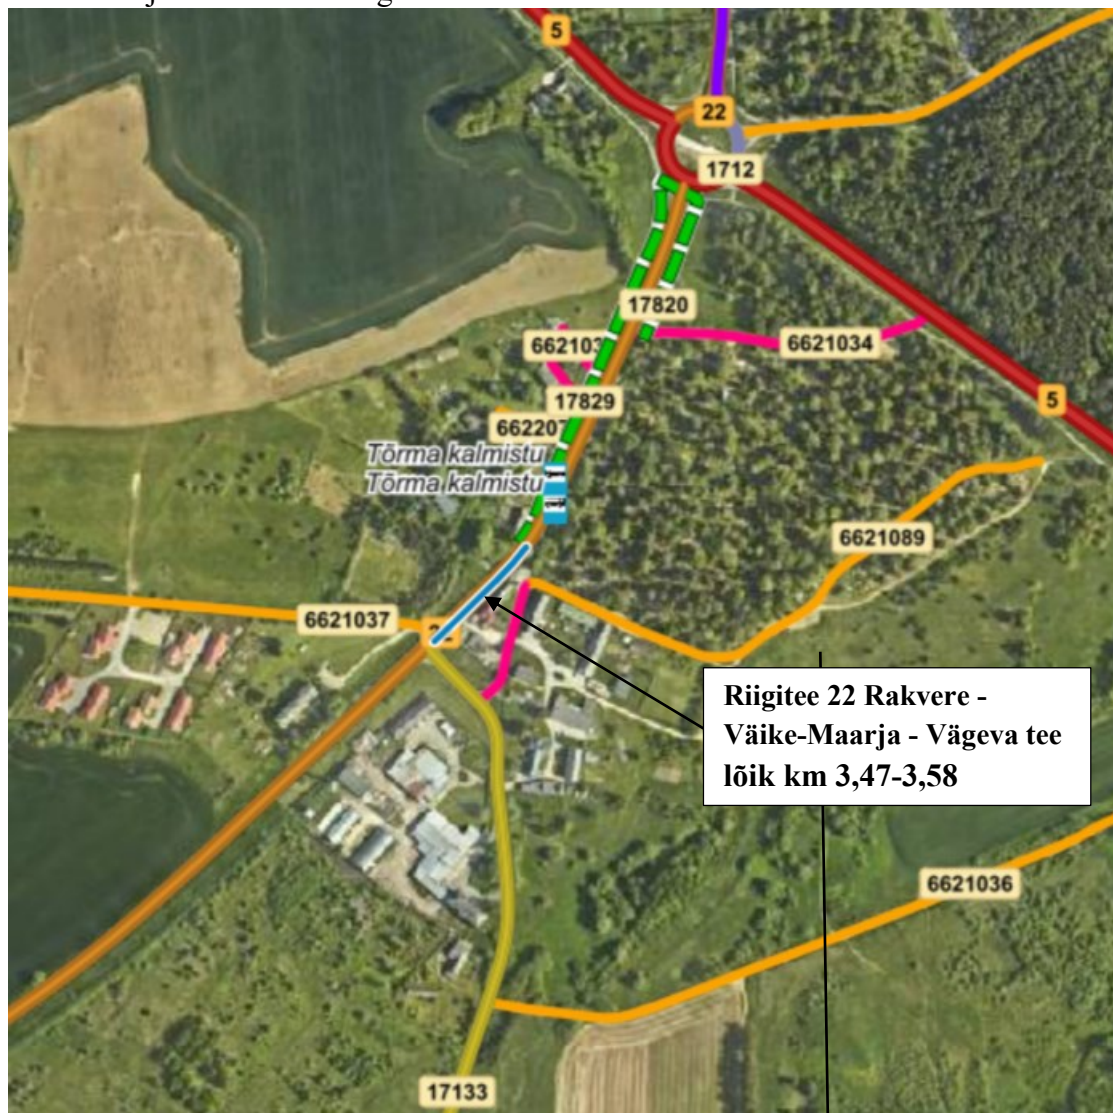 5
22
1712
17820
662103
6621034
17829
5
662207
Tõrma kalmistu
Tõrma kalmistu
6621089
6621037
22
Riigitee 22 Rakvere -
Väike-Maarja - Vägeva tee
lõik km 3,47-3,58
6621036
17133